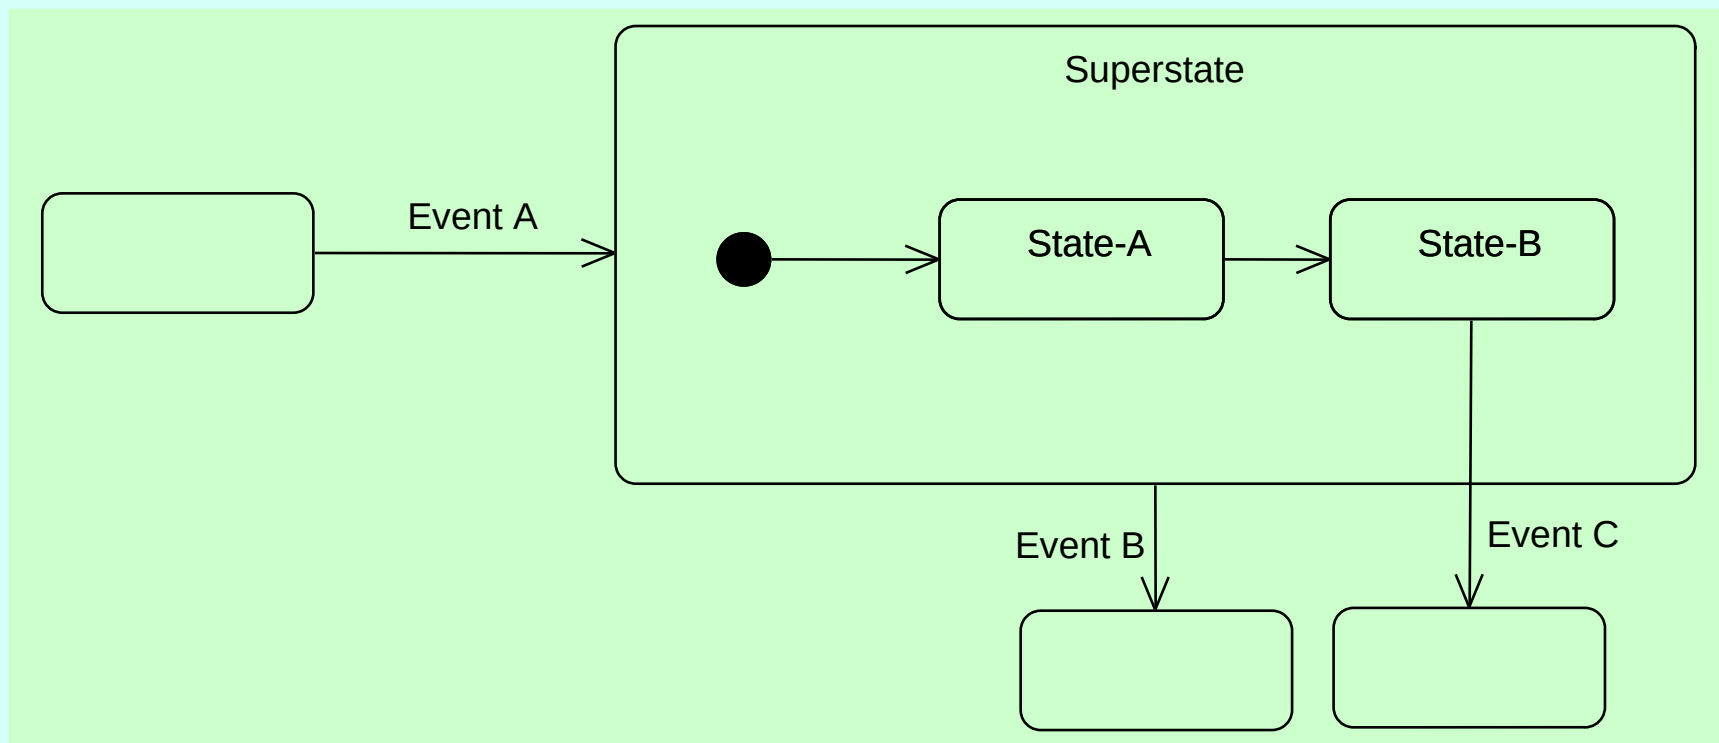 Superstate
Event A
State-A
State-B
Event B
Event C